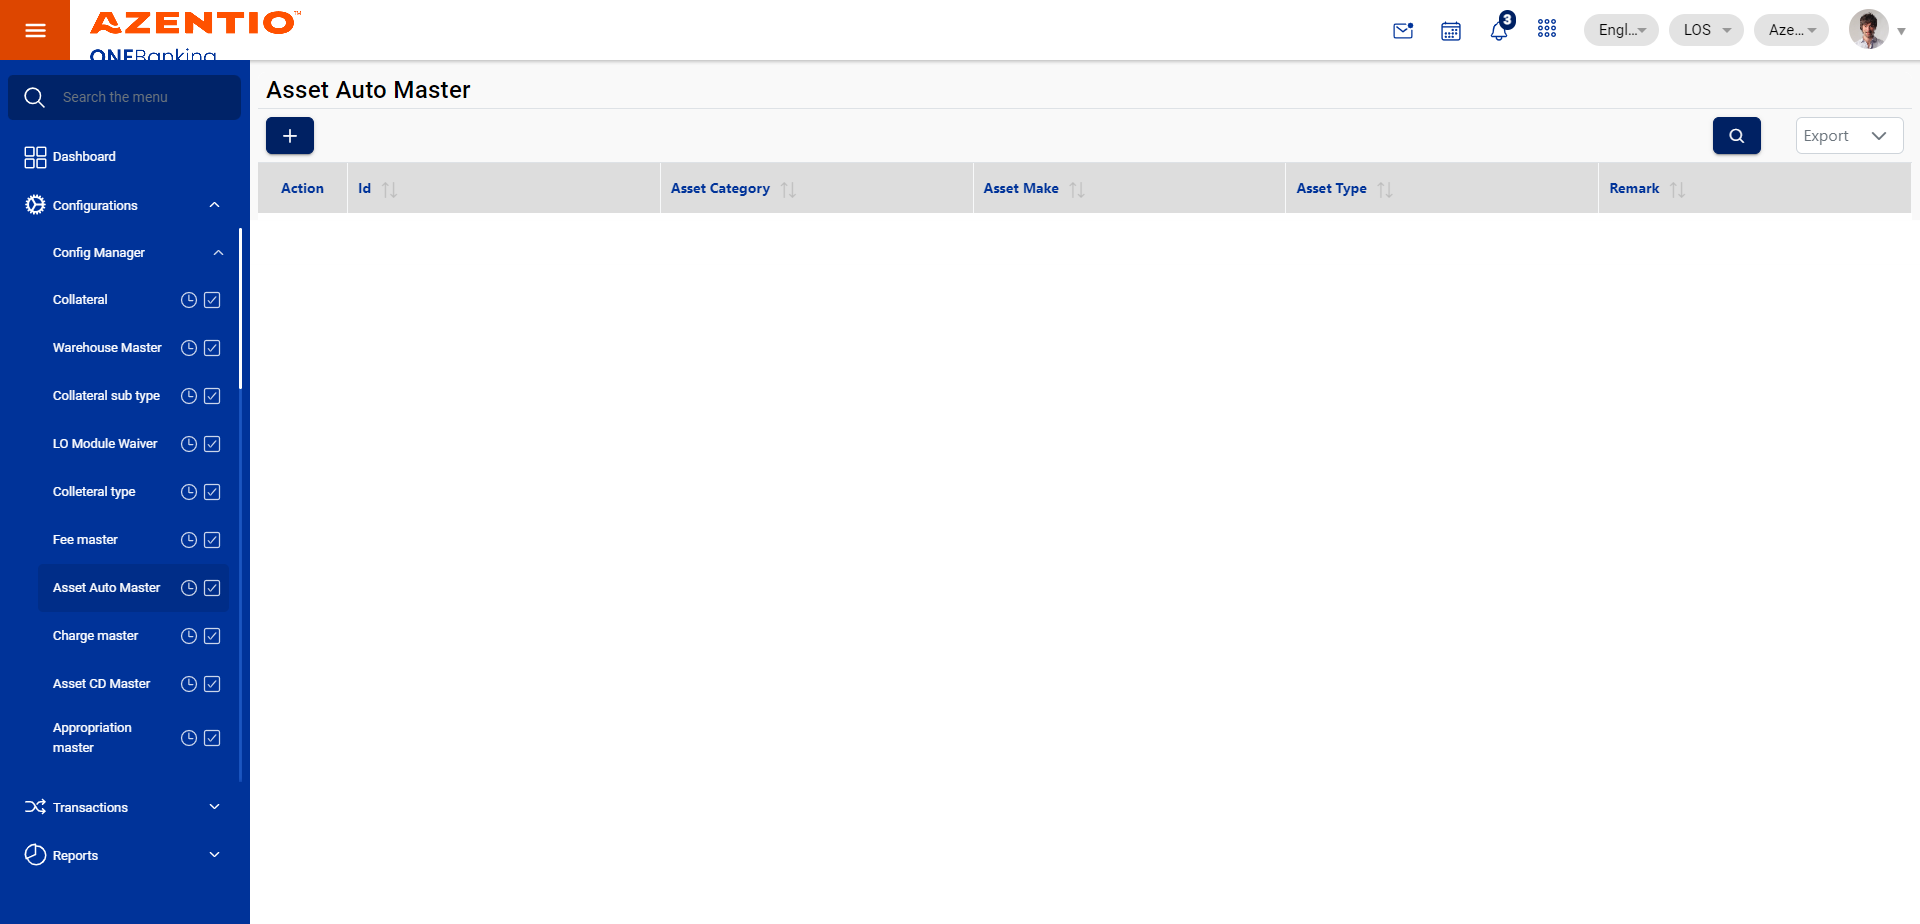 AZENTIO™
ONEBanking
3
Engl...
LOS
Aze...
Search the menu
Dashboard
Configurations
Config Manager
Collateral
Warehouse Master
Collateral sub type
LO Module Waiver
Colleteral type
Fee master
Asset Auto Master
Charge master
Asset CD Master
Appropriation
master
Transactions
Reports
Asset Auto Master
+
Export
Action
Id
Asset Category
Asset Make
Asset Type
Remark